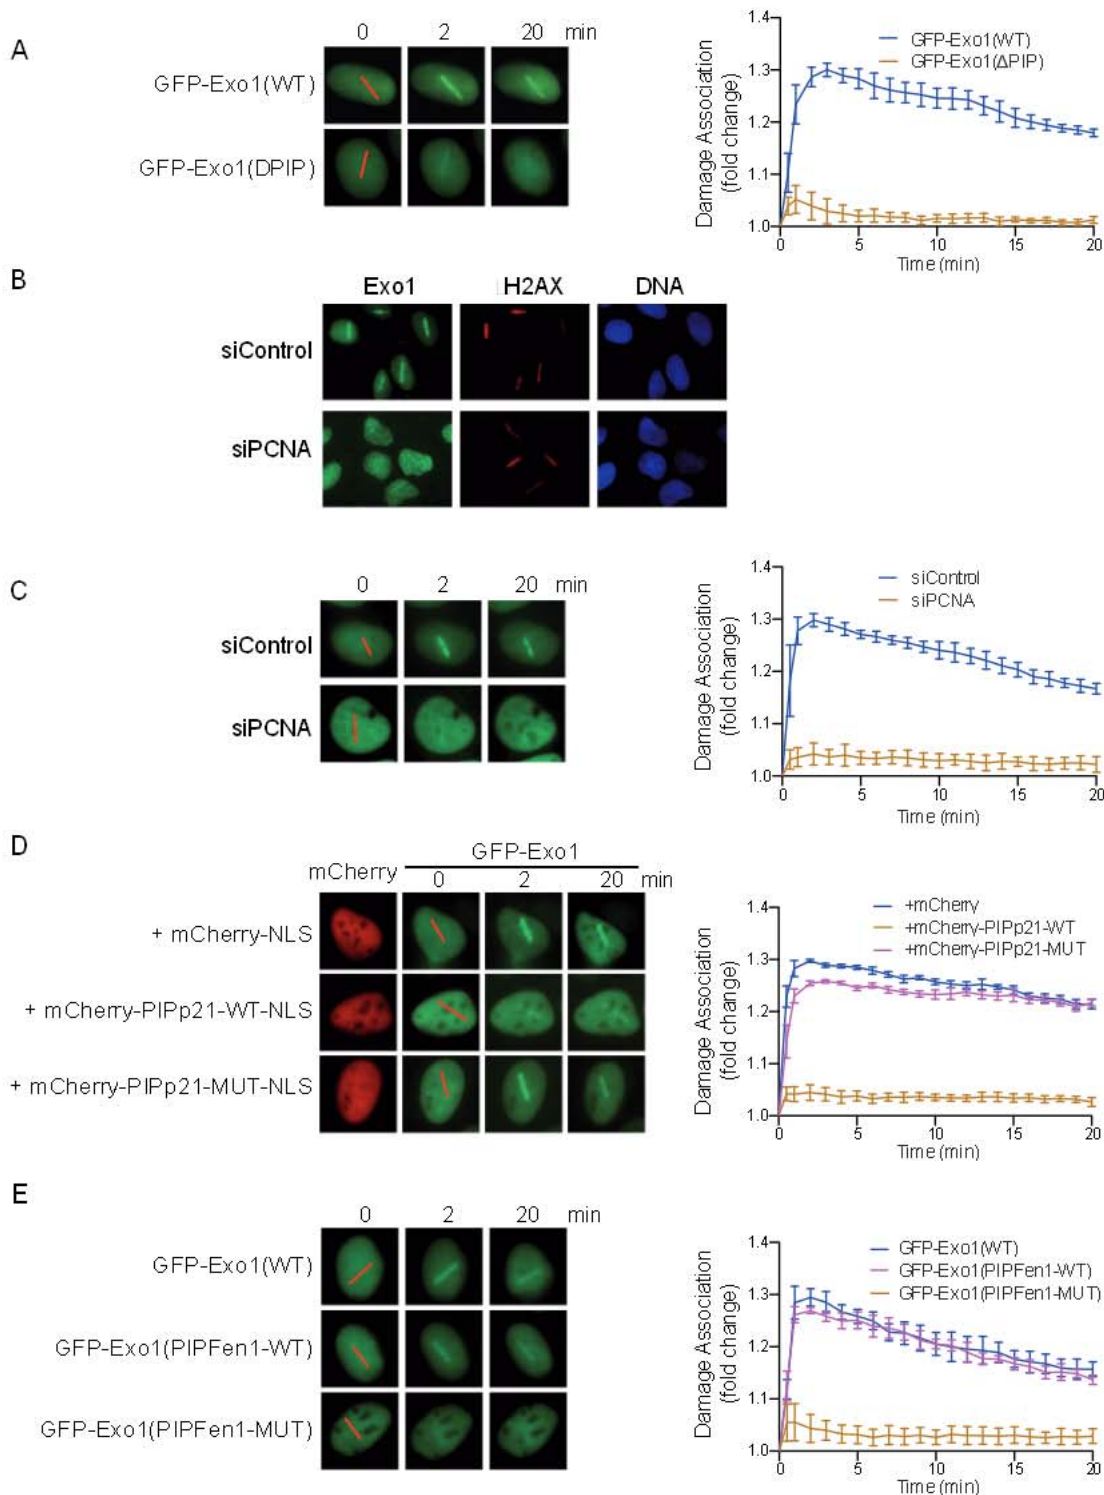 A
0 2 20 min
GFP-Exo1(WT)
GFP-Exo1(DPIP)
GFP-Exo1(WT)
GFP-Exo1(ΔPIP)
Damage Association
(fold change)
1.4
1.3
1.2
1.1
1.0
0 5 10 15 20
Time (min)
B
Exo1 H2AX DNA
siControl
siPCNA
C
0 2 20 min
siControl
siPCNA
siControl
siPCNA
Damage Association
(fold change)
1.4
1.3
1.2
1.1
1.0
0 5 10 15 20
Time (min)
D
GFP-Exo1
mCherry 0 2 20 min
+ mCherry-NLS
+ mCherry-PIPp21-WT-NLS
+ mCherry-PIPp21-MUT-NLS
+mCherry
+mCherry-PIPp21-WT
+mCherry-PIPp21-MUT
Damage Association
(fold change)
1.4
1.3
1.2
1.1
1.0
0 5 10 15 20
Time (min)
E
0 2 20 min
GFP-Exo1(WT)
GFP-Exo1(PIPFen1-WT)
GFP-Exo1(PIPFen1-MUT)
GFP-Exo1(WT)
GFP-Exo1(PIPFen1-WT)
GFP-Exo1(PIPFen1-MUT)
Damage Association
(fold change)
1.4
1.3
1.2
1.1
1.0
0 5 10 15 20
Time (min)